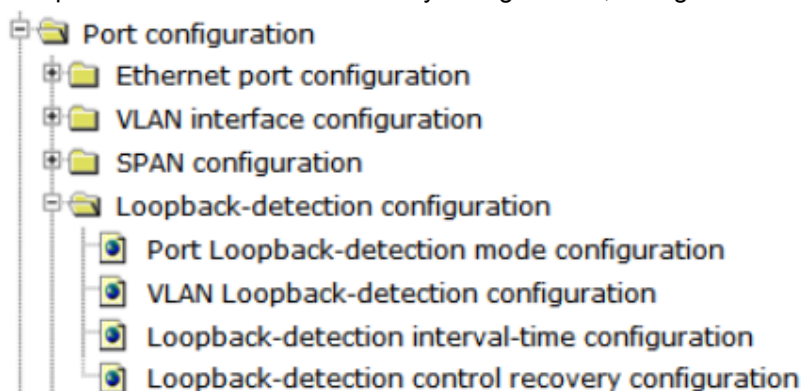 Port configuration
Ethernet port configuration
VLAN interface configuration
SPAN configuration
Loopback-detection configuration
Port Loopback-detection mode configuration
VLAN Loopback-detection configuration
Loopback-detection interval-time configuration
Loopback-detection control recovery configuration